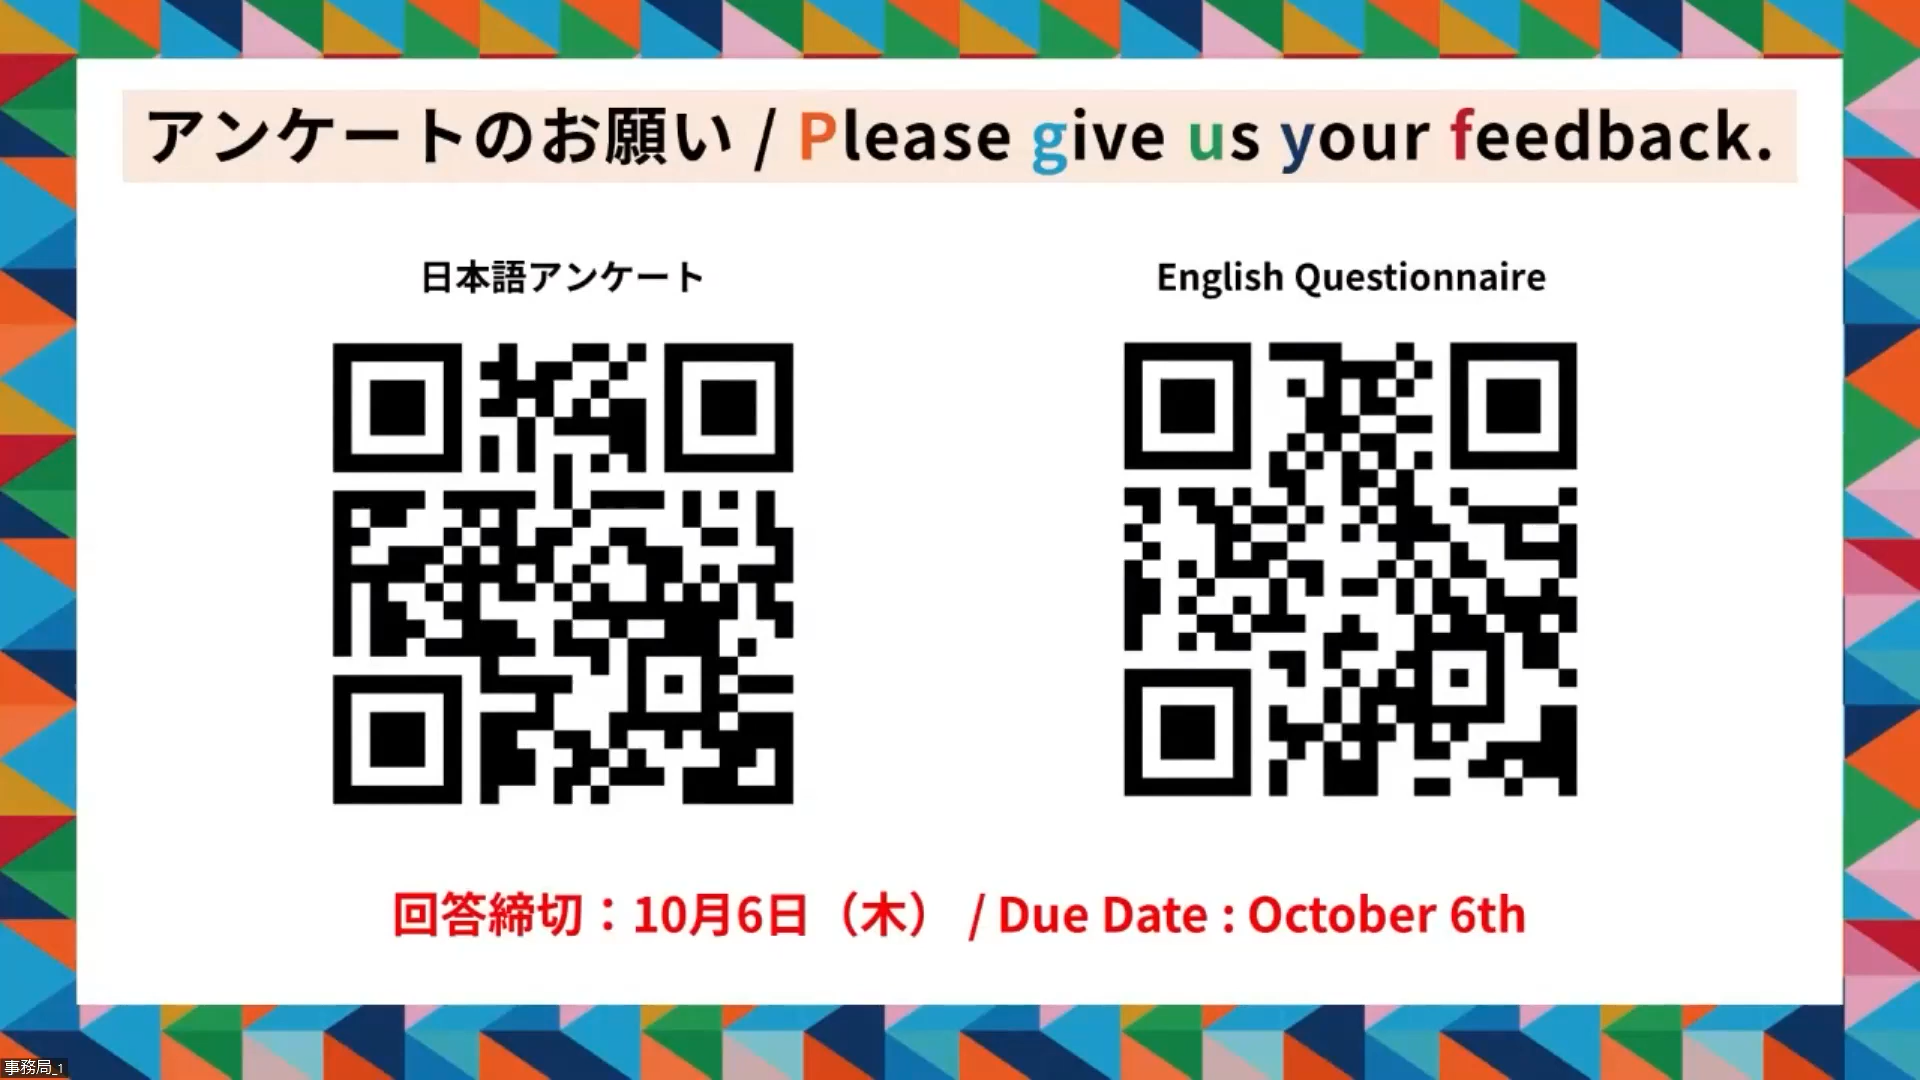 アンケートのお願い / Please give us your feedback.
日本語アンケート
English Questionnaire
回答締切：10月6日（木） / Due Date : October 6th
事務局_1